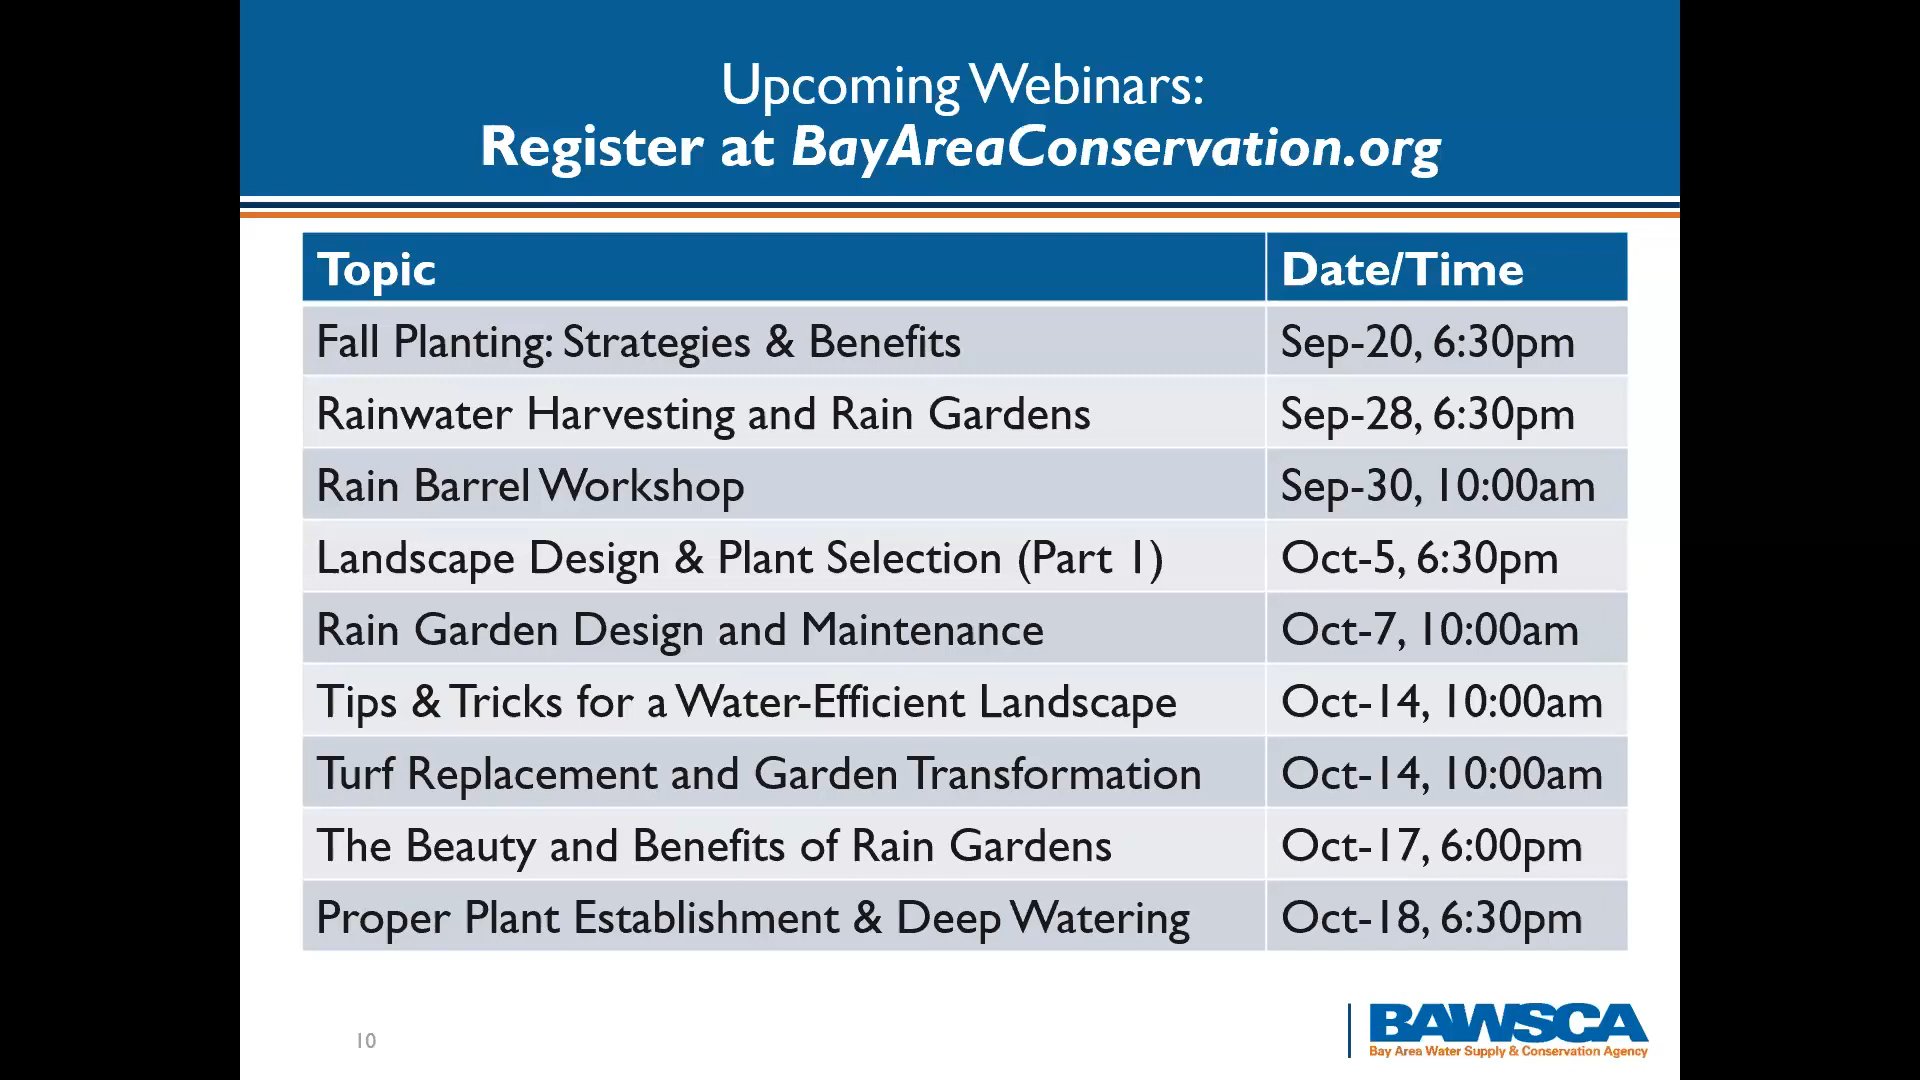 Upcoming Webinars:
Register at BayAreaConservation.org
Topic Date/Time
Fall Planting: Strategies & Benefits Sep-20, 6:30pm
Rainwater Harvesting and Rain Gardens Sep-28, 6:30pm
Rain Barrel Workshop Sep-30, 10:00am
Landscape Design & Plant Selection (Part 1) Oct-5, 6:30pm
Rain Garden Design and Maintenance Oct-7, 10:00am
Tips & Tricks for a Water-Efficient Landscape Oct-14, 10:00am
Turf Replacement and Garden Transformation Oct-14, 10:00am
The Beauty and Benefits of Rain Gardens Oct-17, 6:00pm
Proper Plant Establishment & Deep Watering Oct-18, 6:30pm
10
BAWSCA
Bay Area Water Supply & Conservation Agency